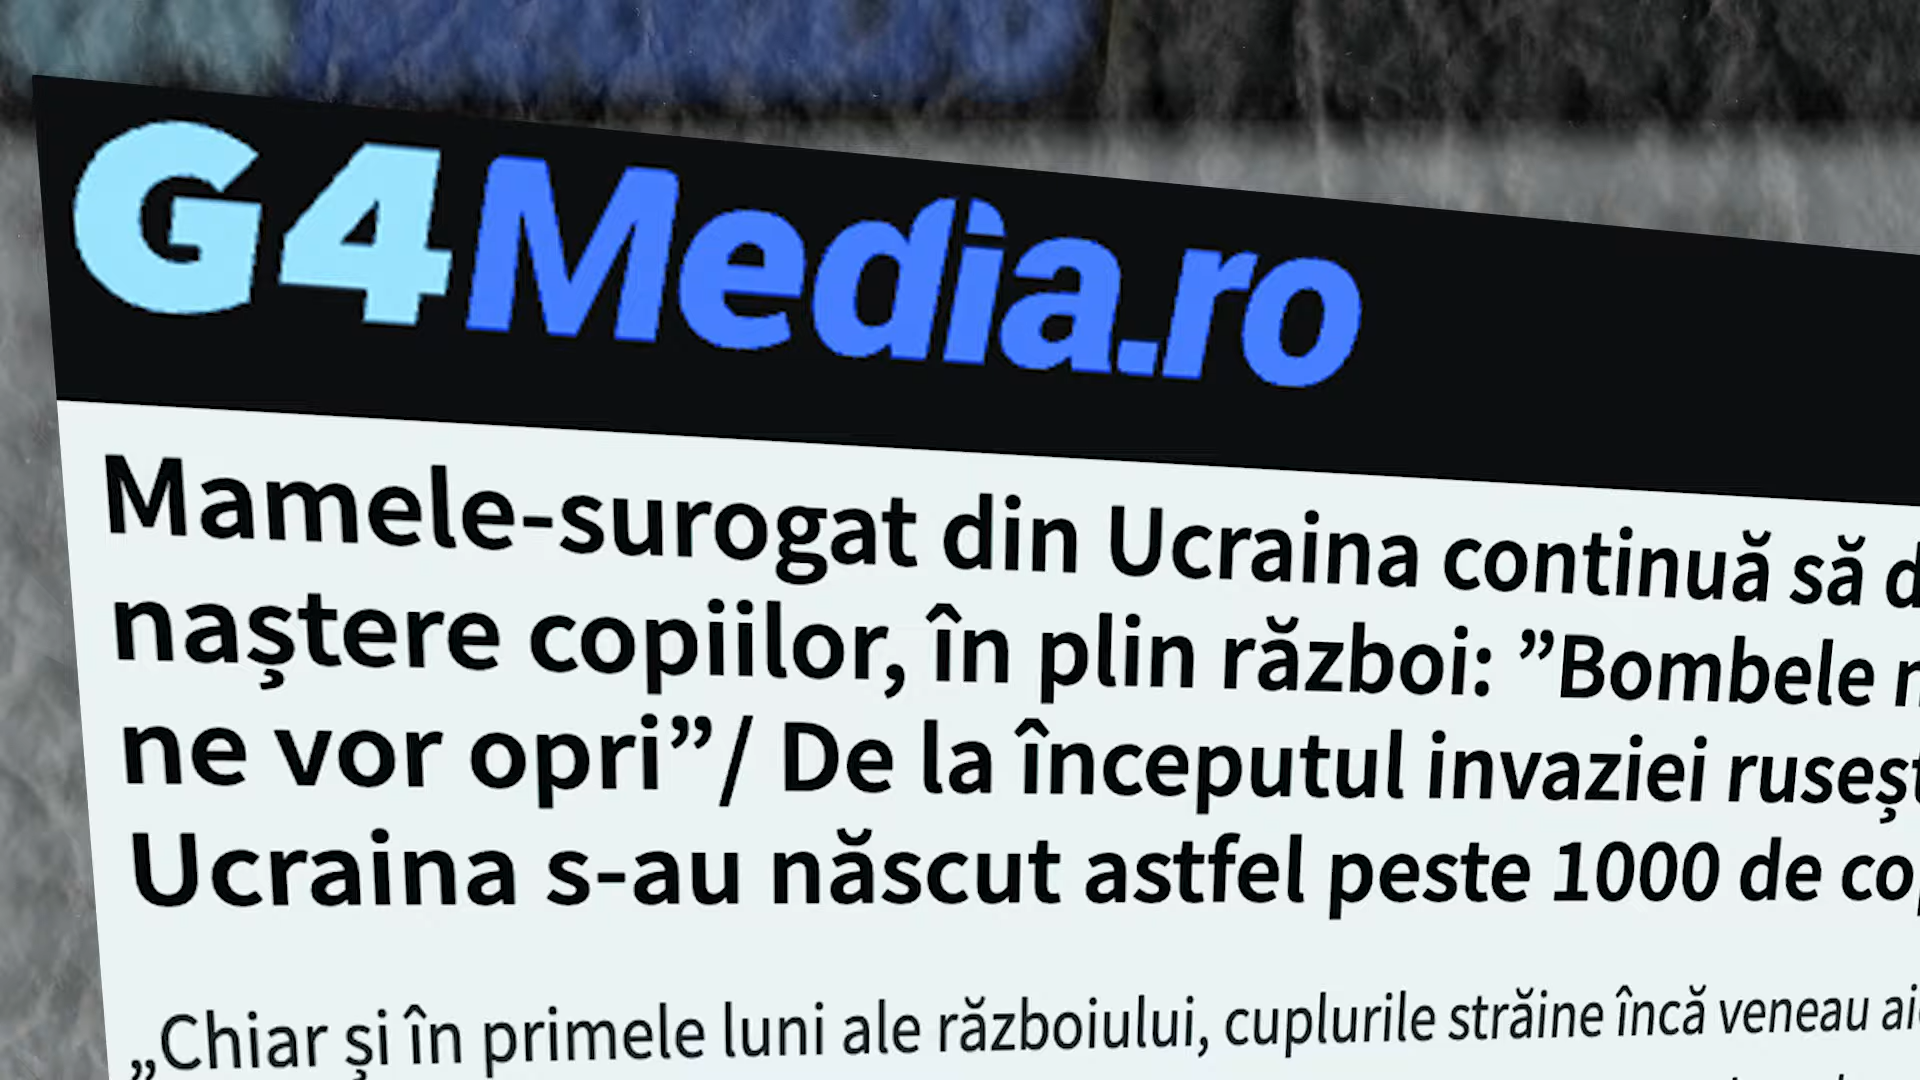 G4Media.ro
Mamele-surogat din Ucraina continuă să
naștere copiilor, în plin război: ”Bombele
ne vor opri”/ De la începutul invaziei
Ucraina s-au născut astfel peste 1000 de
„Chiar și în primele luni ale războiului, cuplurile străine încă veneau